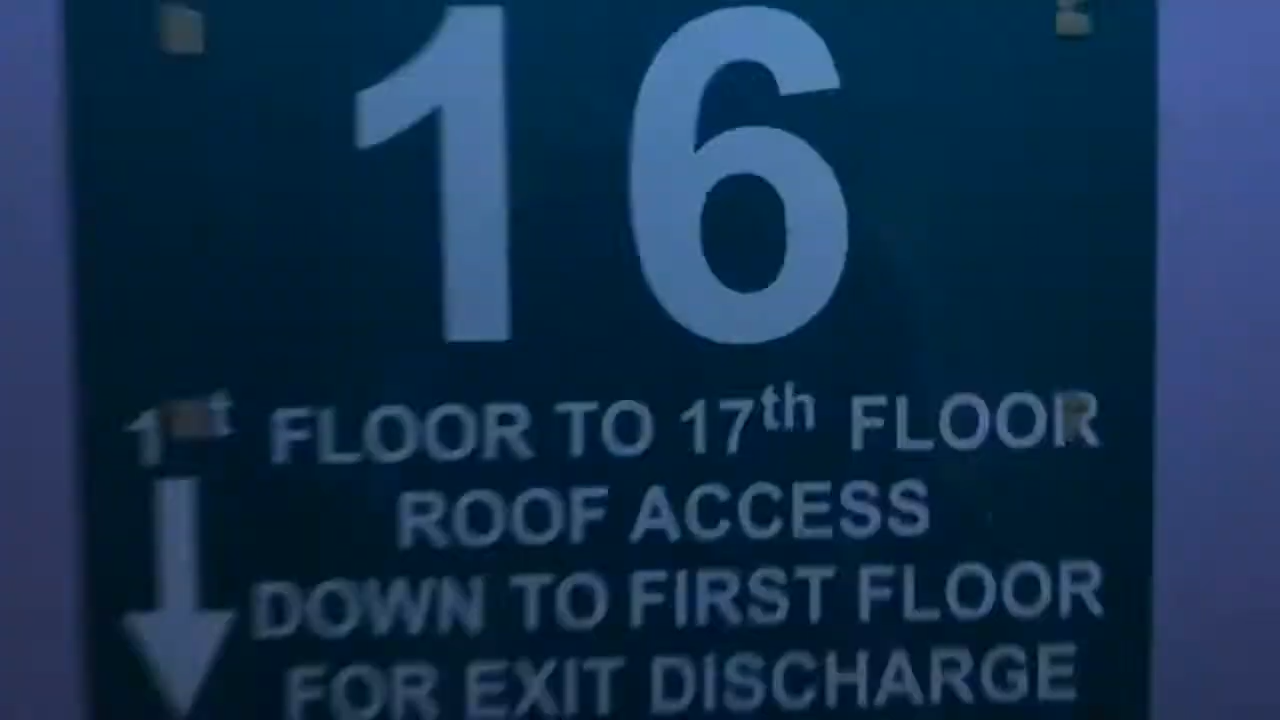 16
1st FLOOR TO 17th FLOOR
ROOF ACCESS
DOWN TO FIRST FLOOR
FOR EXIT DISCHARGE